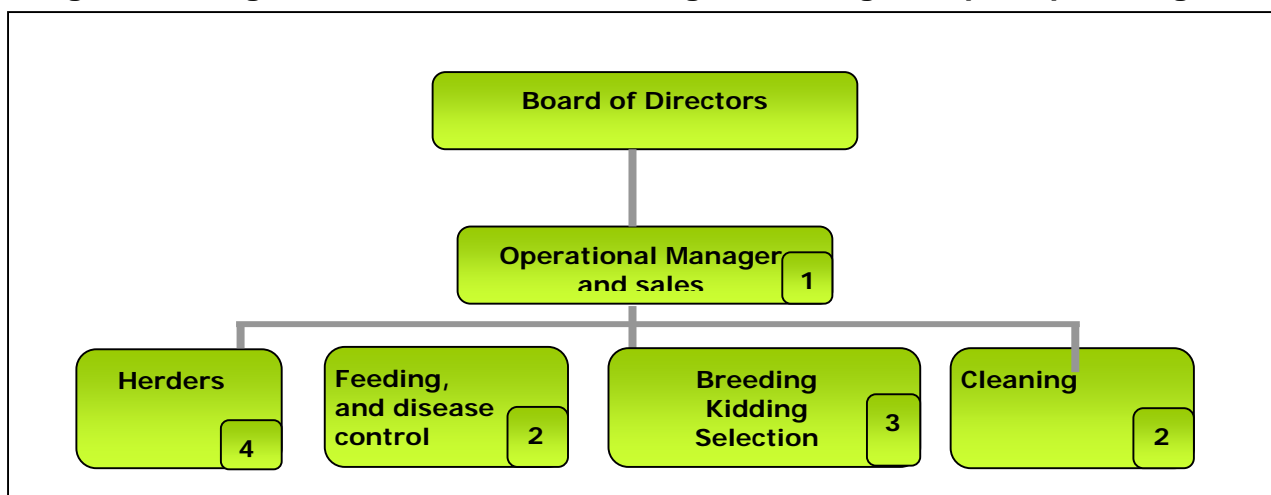 Board of Directors
Operational Manager
and sales
1
Herders
4
Feeding,
and disease
control
2
Breeding
Kidding
Selection
3
Cleaning
2